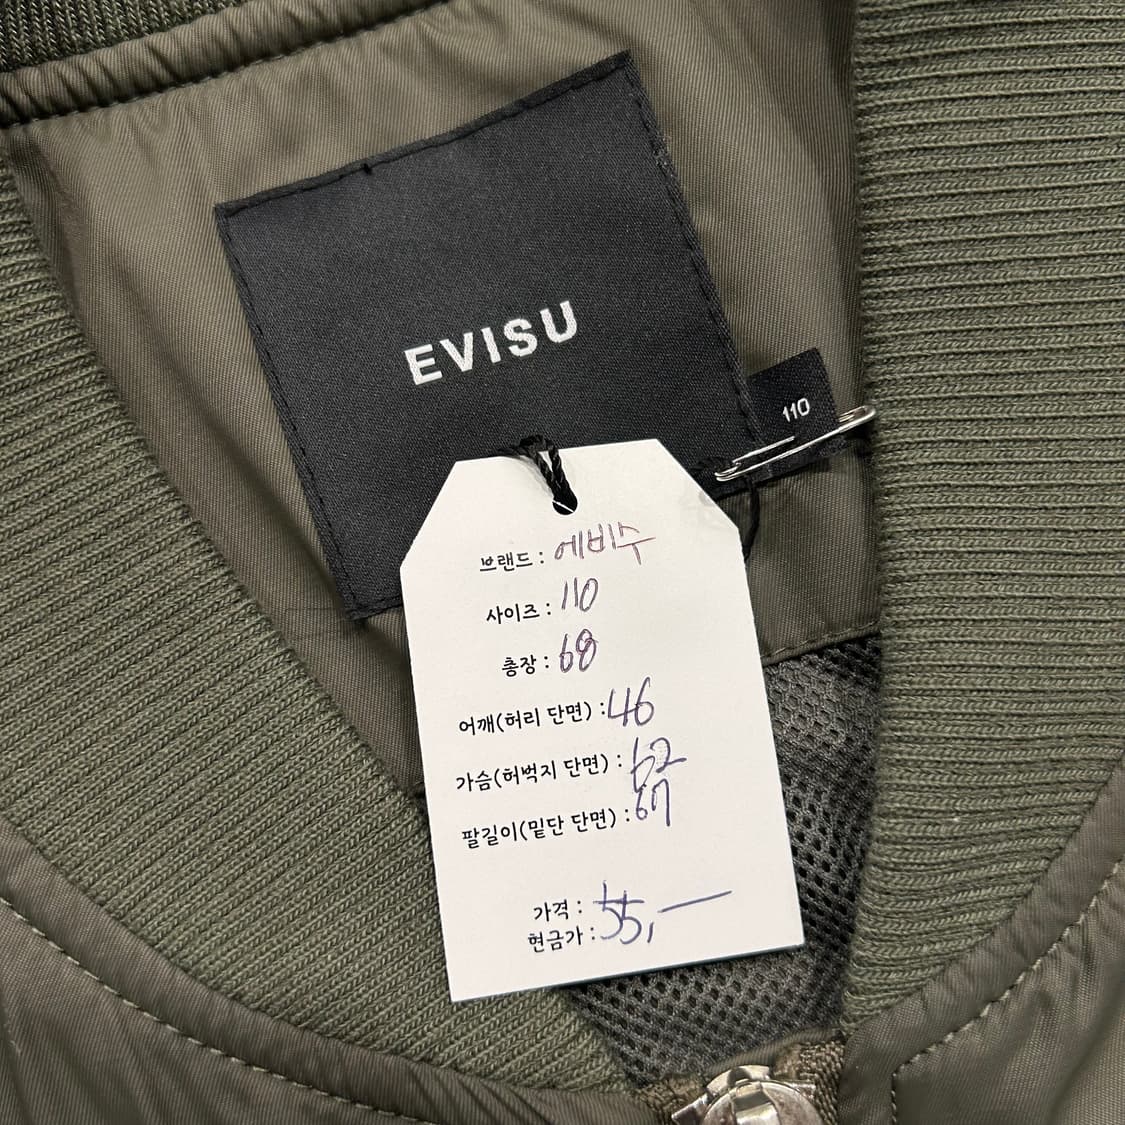 EVISU
110
브랜드 : 에비수
사이즈 : 110
총장 : 68
어깨(허리 단면) : 46
가슴(허벅지 단면) : 62
팔길이(밑단 단면) : 67
가격 :
현금가 : 55,—